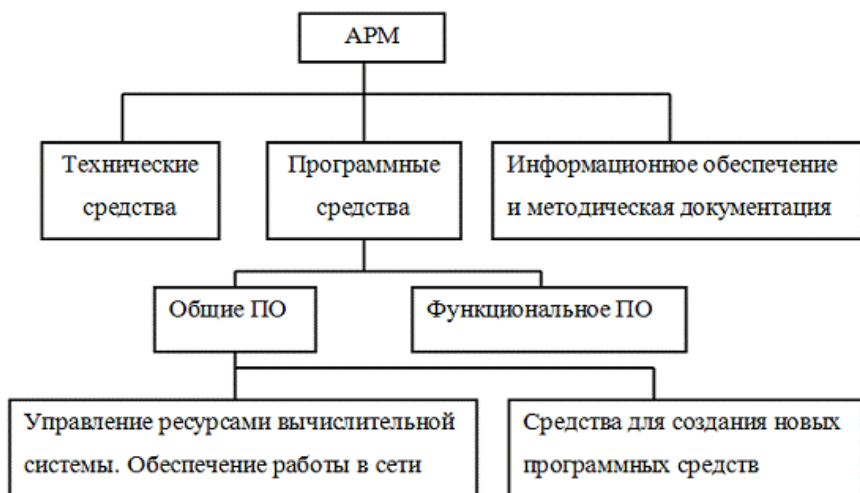 АРМ
Технические
средства
Программные
средства
Информационное обеспечение
и методическая документация
Общие ПО
Функциональное ПО
Управление ресурсами вычислительной
системы. Обеспечение работы в сети
Средства для создания новых
программных средств